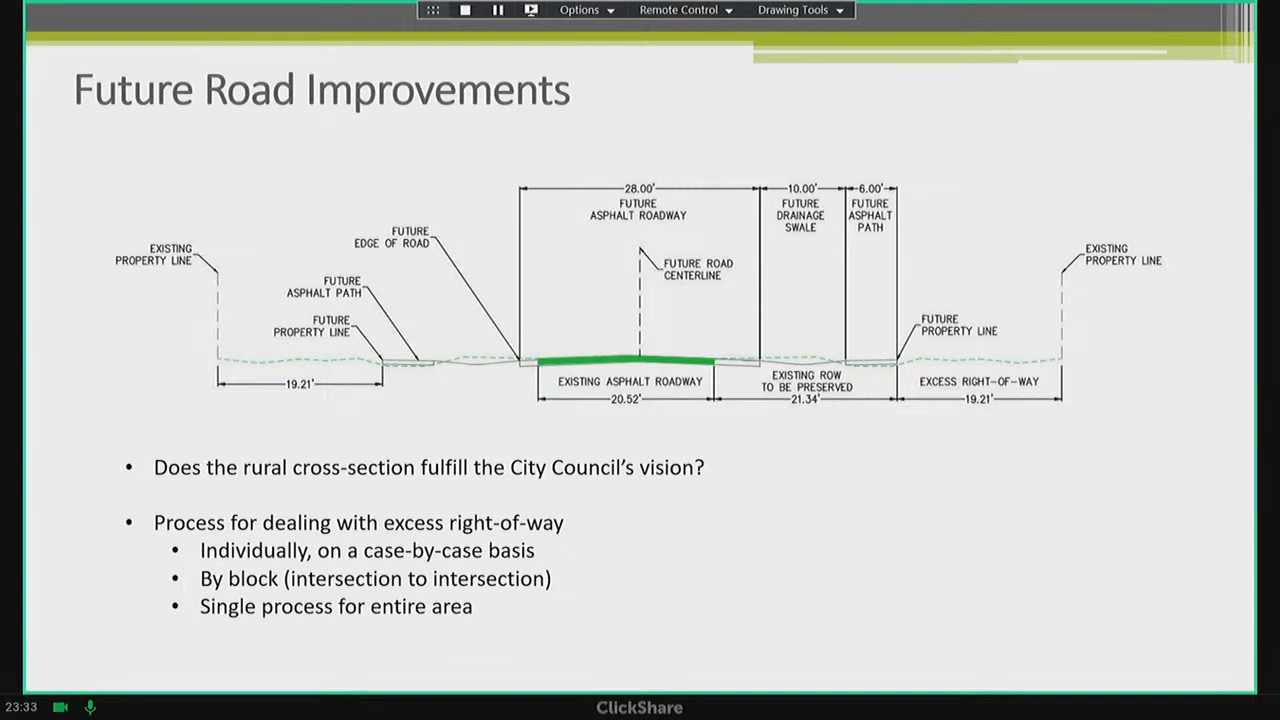 Options
Remote Control
Drawing Tools
Future Road Improvements
28.00'
10.00'
6.00'
FUTURE
ASPHALT ROADWAY
FUTURE
DRAINAGE
SWALE
FUTURE
ASPHALT
PATH
FUTURE
EDGE OF ROAD
EXISTING
PROPERTY LINE
FUTURE ROAD
CENTERLINE
EXISTING
PROPERTY LINE
FUTURE
ASPHALT PATH
FUTURE
PROPERTY LINE
FUTURE
PROPERTY LINE
19.21'
EXISTING ASPHALT ROADWAY
20.52'
EXISTING ROW
TO BE PRESERVED
21.34'
EXCESS RIGHT-OF-WAY
19.21'
• Does the rural cross-section fulfill the City Council's vision?
• Process for dealing with excess right-of-way
• Individually, on a case-by-case basis
• By block (intersection to intersection)
• Single process for entire area
23:33
ClickShare